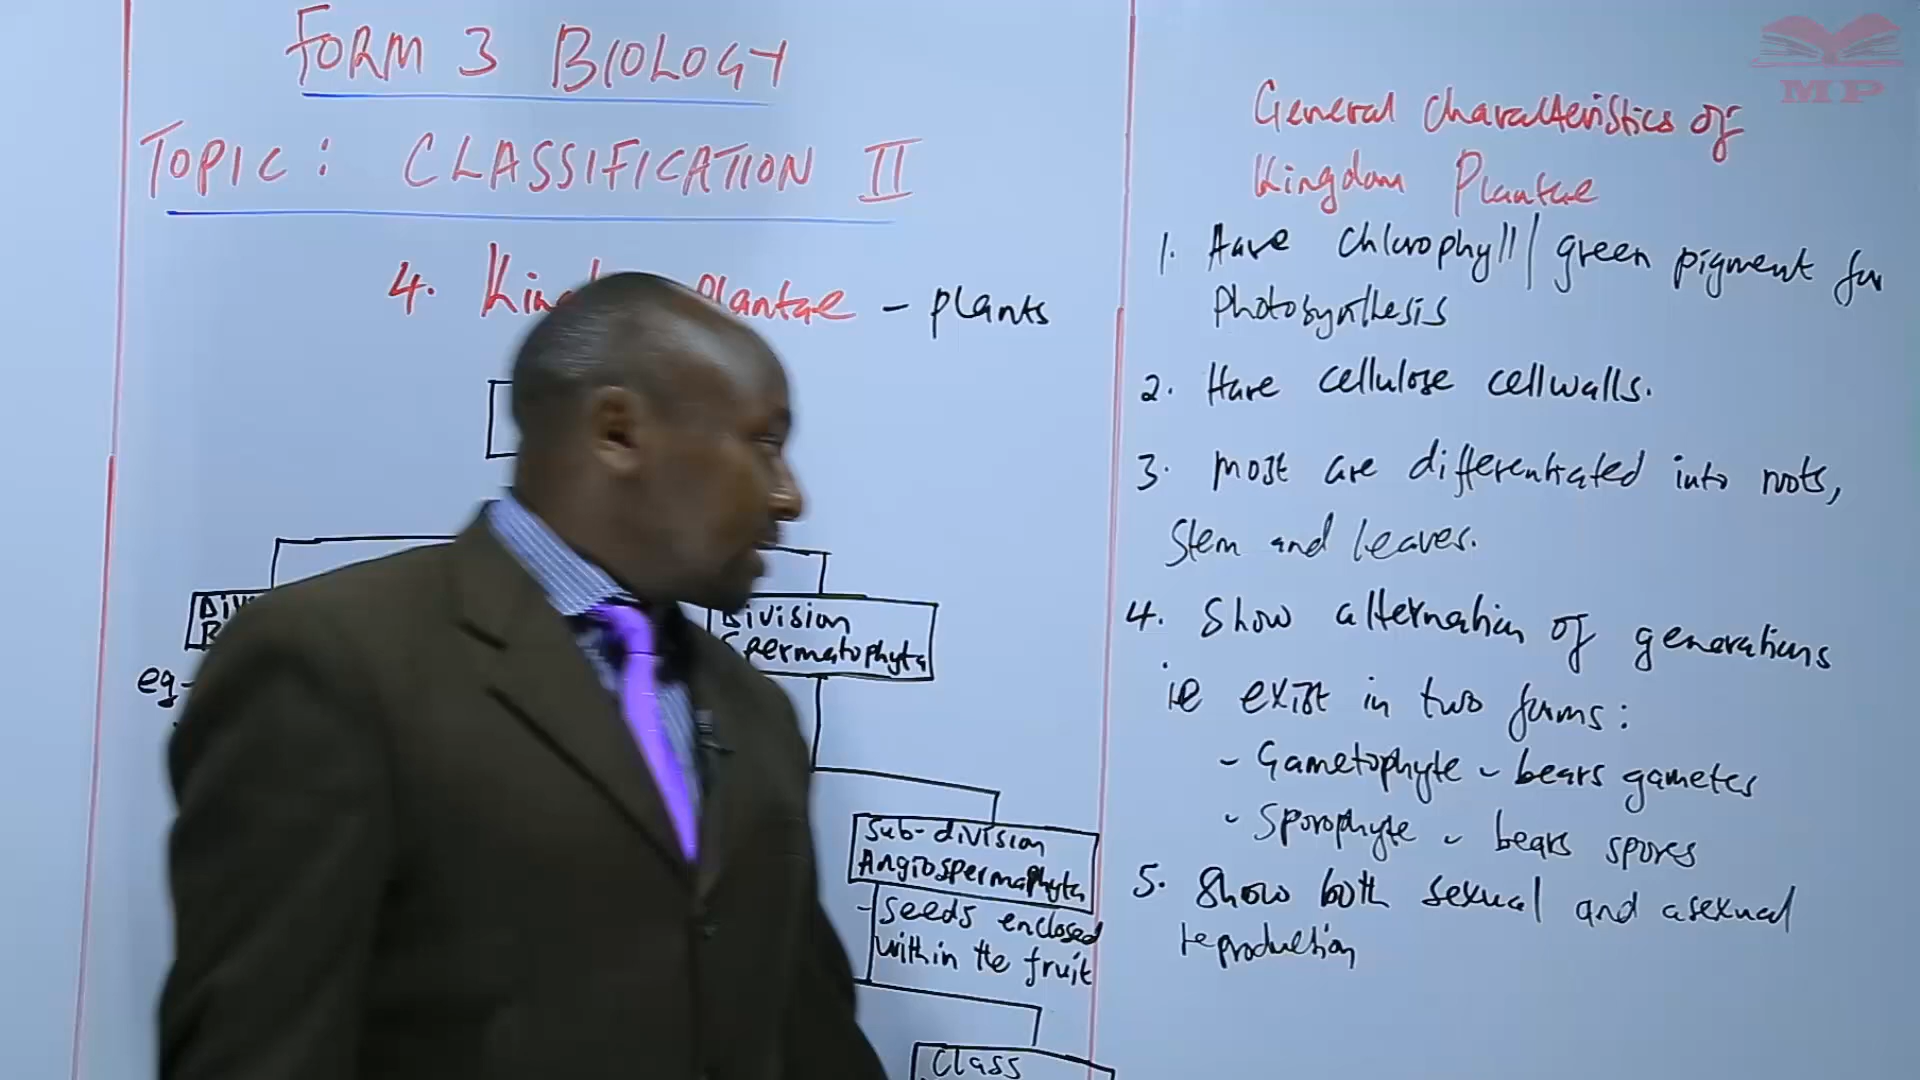 FORM 3 BIOLOGY
TOPIC: CLASSIFICATION II
4. Plantae - plants
Division
Spermatophyta
eg-
Sub-division
Angiospermaphyta
- Seeds enclosed
within the fruit
Class
General Characteristics of
Kingdom Plantae
1. Have Chlorophyll/green pigment for
Photosynthesis
2. Have cellulose cellwalls.
3. Most are differentiated into roots,
Stem and leaves.
4. Show alternation of generations
ie exist in two forms:
- Gametophyte - bears gametes
- Sporophyte - bears spores
5. Show both sexual and asexual
reproduction
MP